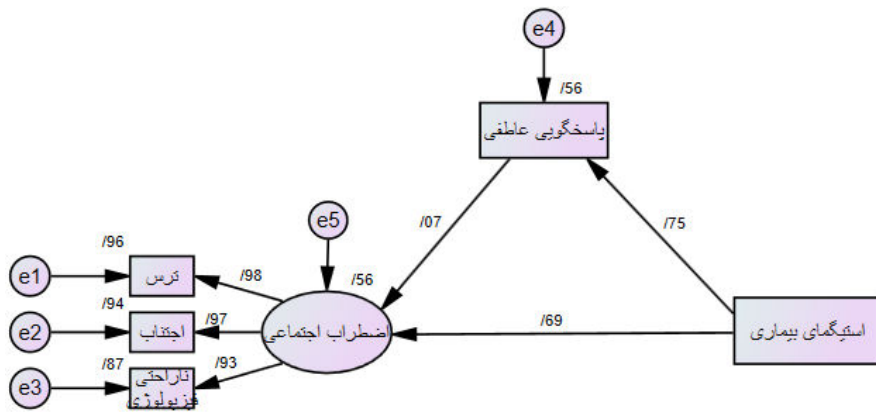 e4
/56
پاسخگویی عاطفی
e5
/07
/75
/96
e1
ترس
/98
/56
/94
e2
اجتناب
/97
اضطراب اجتماعی
/69
استیگمای بیماری
/87
e3
ناراحتی
فیزیولوژی
/93